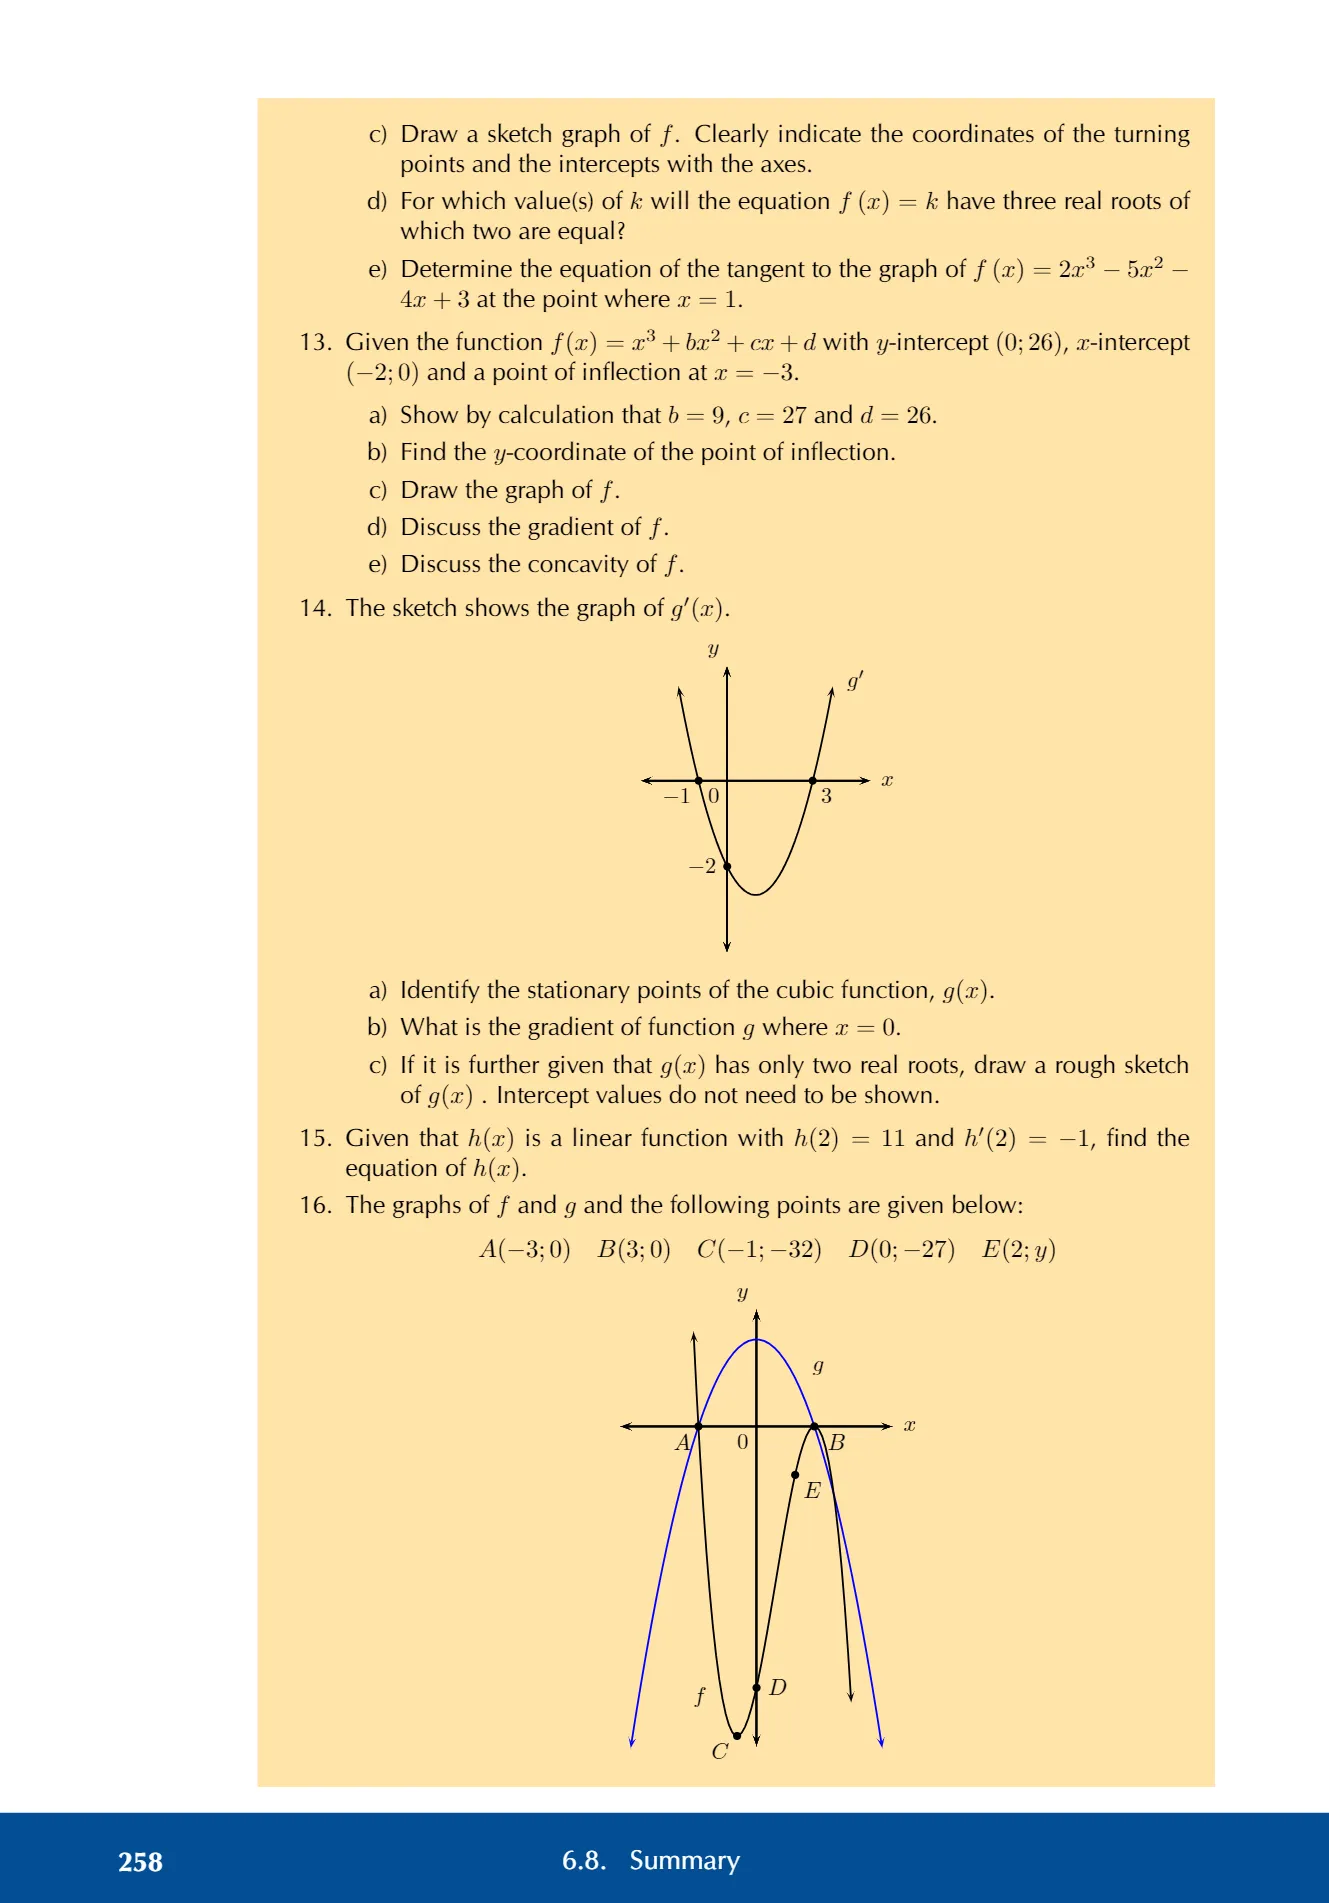 c) Draw a sketch graph of f. Clearly indicate the coordinates of the turning
points and the intercepts with the axes.
d) For which value(s) of k will the equation f (x) = k have three real roots of
which two are equal?
e) Determine the equation of the tangent to the graph of f (x) = 2x³ − 5x² −
4x + 3 at the point where x = 1.
13. Given the function f(x) = x³ + bx² + cx + d with y-intercept (0; 26), x-intercept
(−2; 0) and a point of inflection at x = −3.
a) Show by calculation that b = 9, c = 27 and d = 26.
b) Find the y-coordinate of the point of inflection.
c) Draw the graph of f.
d) Discuss the gradient of f.
e) Discuss the concavity of f.
14. The sketch shows the graph of g′(x).
y
g′
x
−1 0 3
−2
a) Identify the stationary points of the cubic function, g(x).
b) What is the gradient of function g where x = 0.
c) If it is further given that g(x) has only two real roots, draw a rough sketch
of g(x) . Intercept values do not need to be shown.
15. Given that h(x) is a linear function with h(2) = 11 and h′(2) = −1, find the
equation of h(x).
16. The graphs of f and g and the following points are given below:
A(−3; 0) B(3; 0) C(−1; −32) D(0; −27) E(2; y)
y
g
x
A 0 B
E
f D
C
258 6.8. Summary